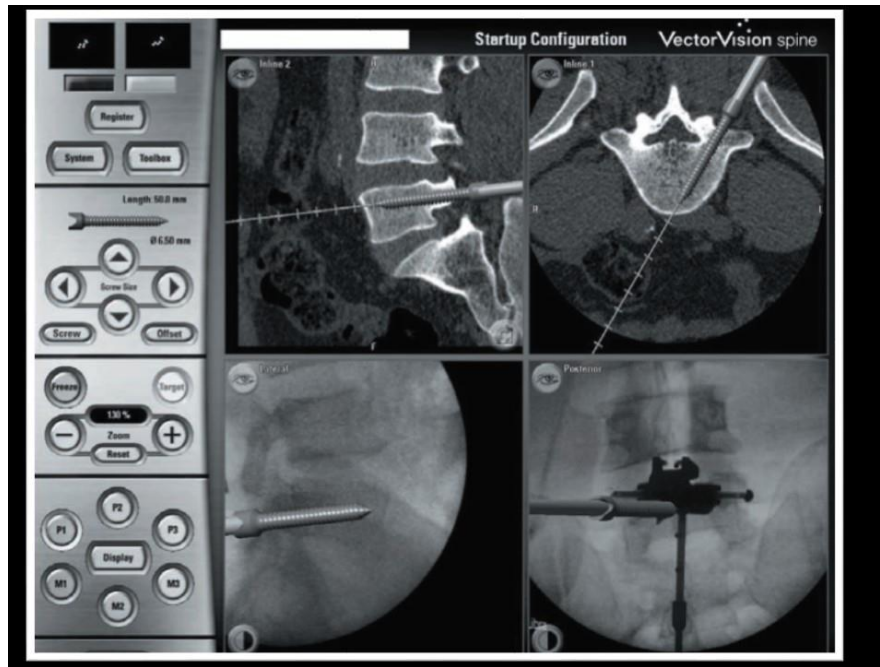 Startup Configuration
VectorVision spine
Register
System
Toolbox
Length: 50.0 mm
Ø 6.50 mm
Screw Size
Screw
Offset
Freeze
Target
130 %
Zoom
Reset
P2
P1
P3
Display
M1
M3
M2
Inline 2
Inline 1
R
L
Lateral
Posterior